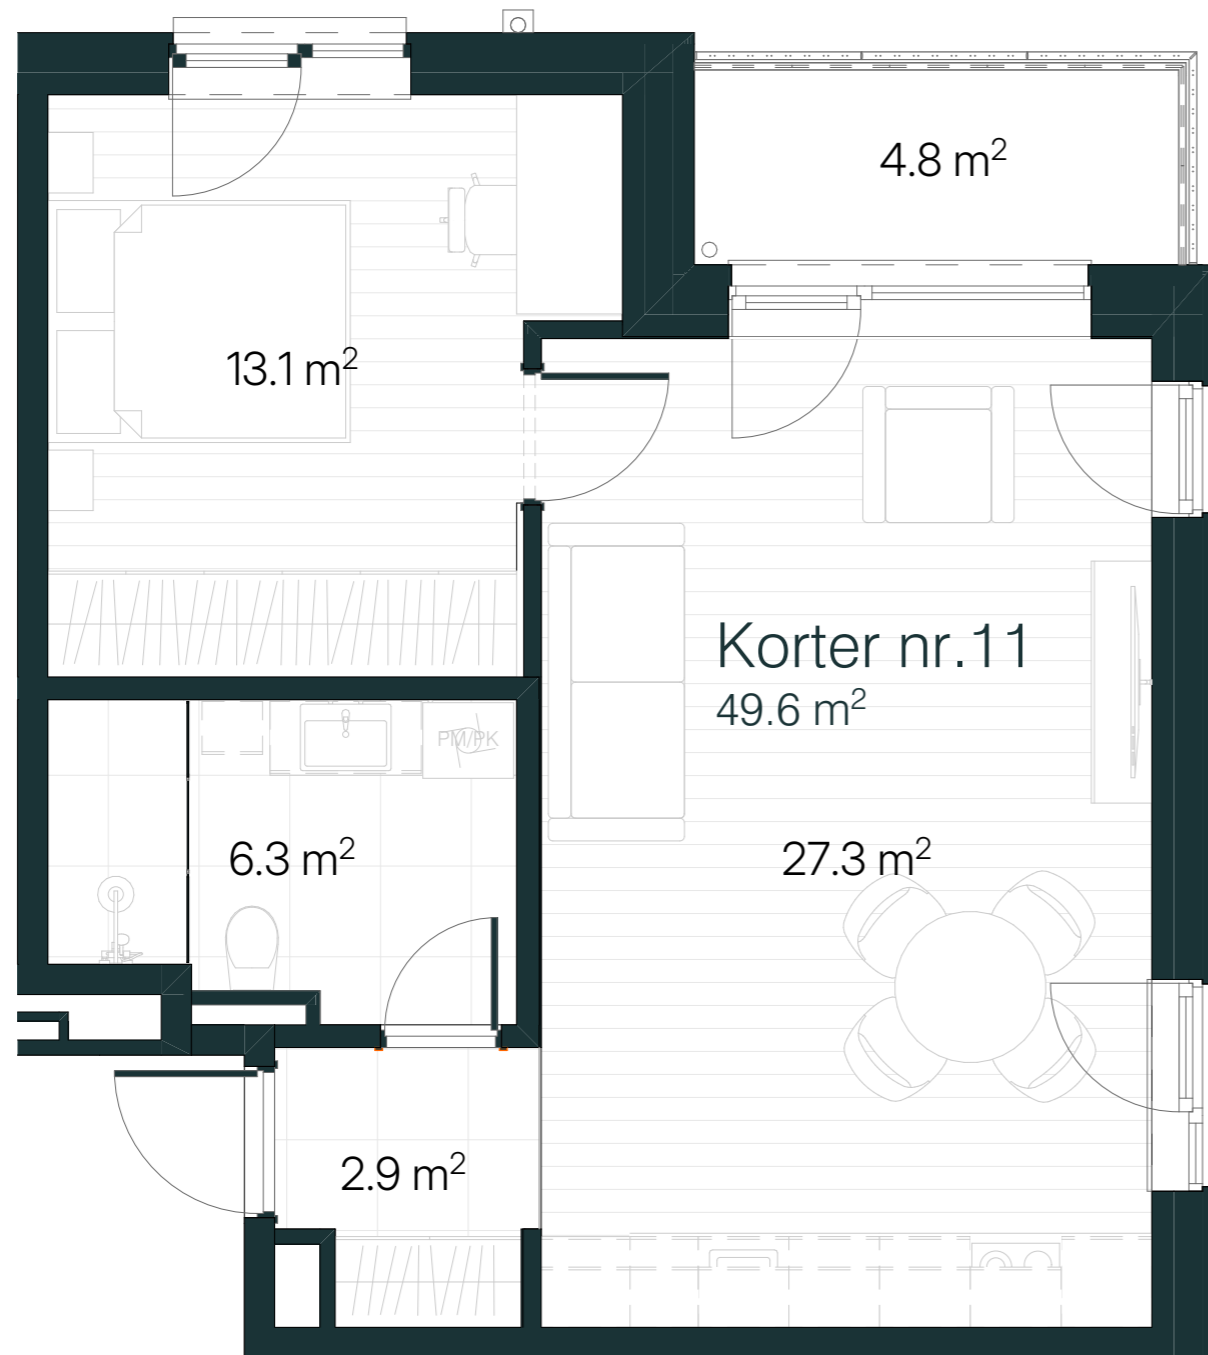 4.8 m²
13.1 m²
Korter nr.11
49.6 m²
PM/PK
6.3 m²
27.3 m²
2.9 m²